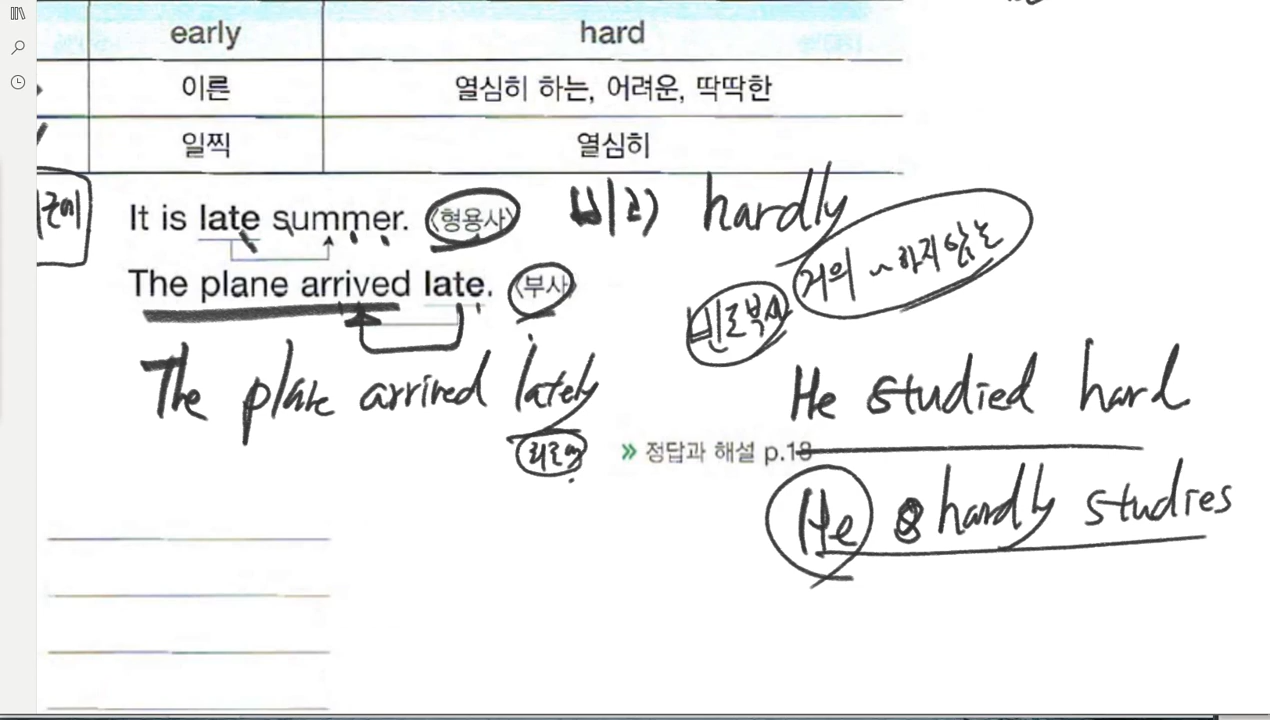 early hard
이른 열심히 하는, 어려운, 딱딱한
일찍 열심히
It is late summer. <형용사> 비교) hardly
거의 ~하지 않는
The plane arrived late. <부사>
빈도부사
The plane arrived lately
He studied hard
» 정답과 해설 p.18
He hardly studies